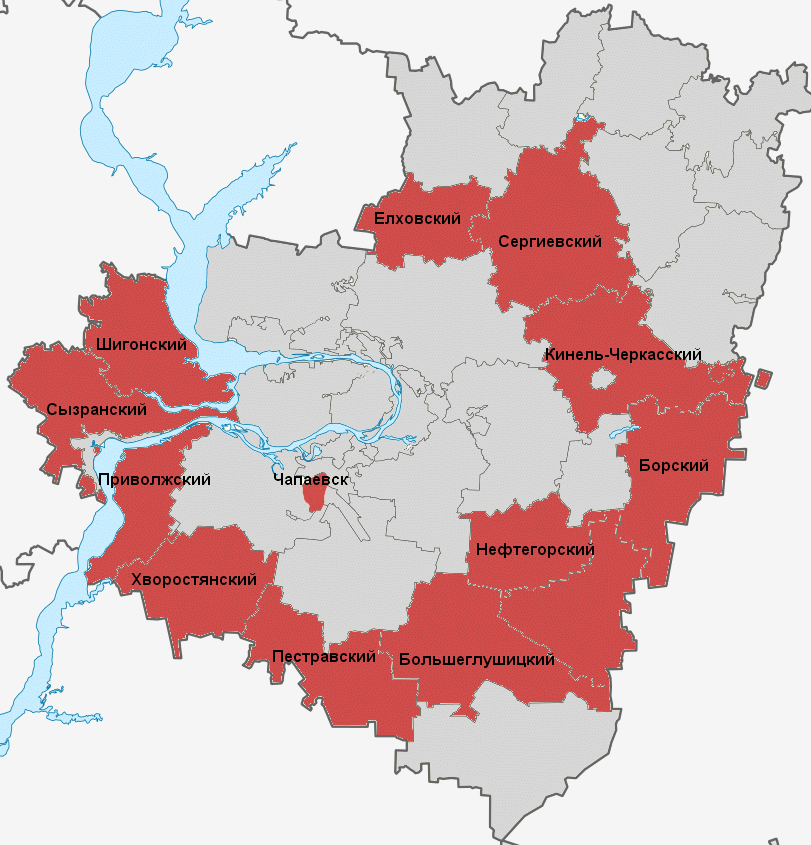 Елховский
Сергиевский
Шигонский
Кинель-Черкасский
Сызранский
Борский
Приволжский
Чапаевск
Нефтегорский
Хворостянский
Пестравский
Большеглушицкий